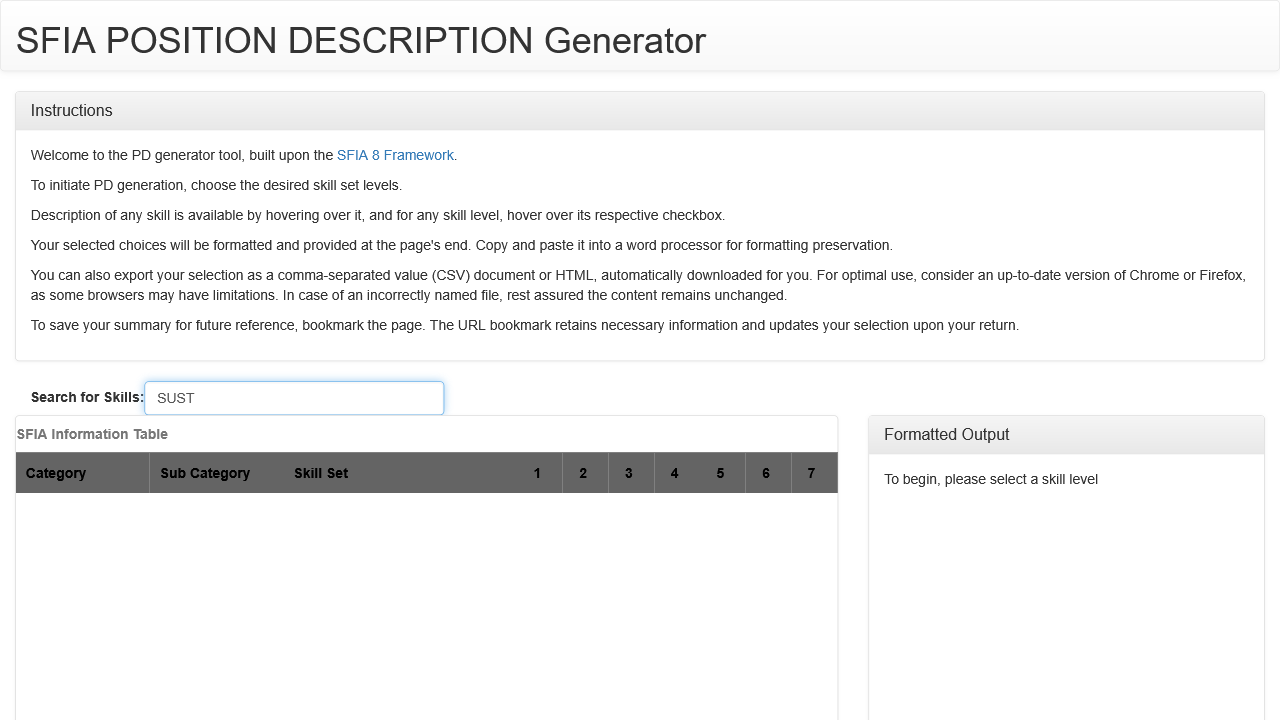 SFIA POSITION DESCRIPTION Generator
Instructions
Welcome to the PD generator tool, built upon the SFIA 8 Framework.
To initiate PD generation, choose the desired skill set levels.
Description of any skill is available by hovering over it, and for any skill level, hover over its respective checkbox.
Your selected choices will be formatted and provided at the page's end. Copy and paste it into a word processor for formatting preservation.
You can also export your selection as a comma-separated value (CSV) document or HTML, automatically downloaded for you. For optimal use, consider an up-to-date version of Chrome or Firefox,
as some browsers may have limitations. In case of an incorrectly named file, rest assured the content remains unchanged.
To save your summary for future reference, bookmark the page. The URL bookmark retains necessary information and updates your selection upon your return.
Search for Skills: SUST
SFIA Information Table
Category Sub Category Skill Set 1 2 3 4 5 6 7
Formatted Output
To begin, please select a skill level